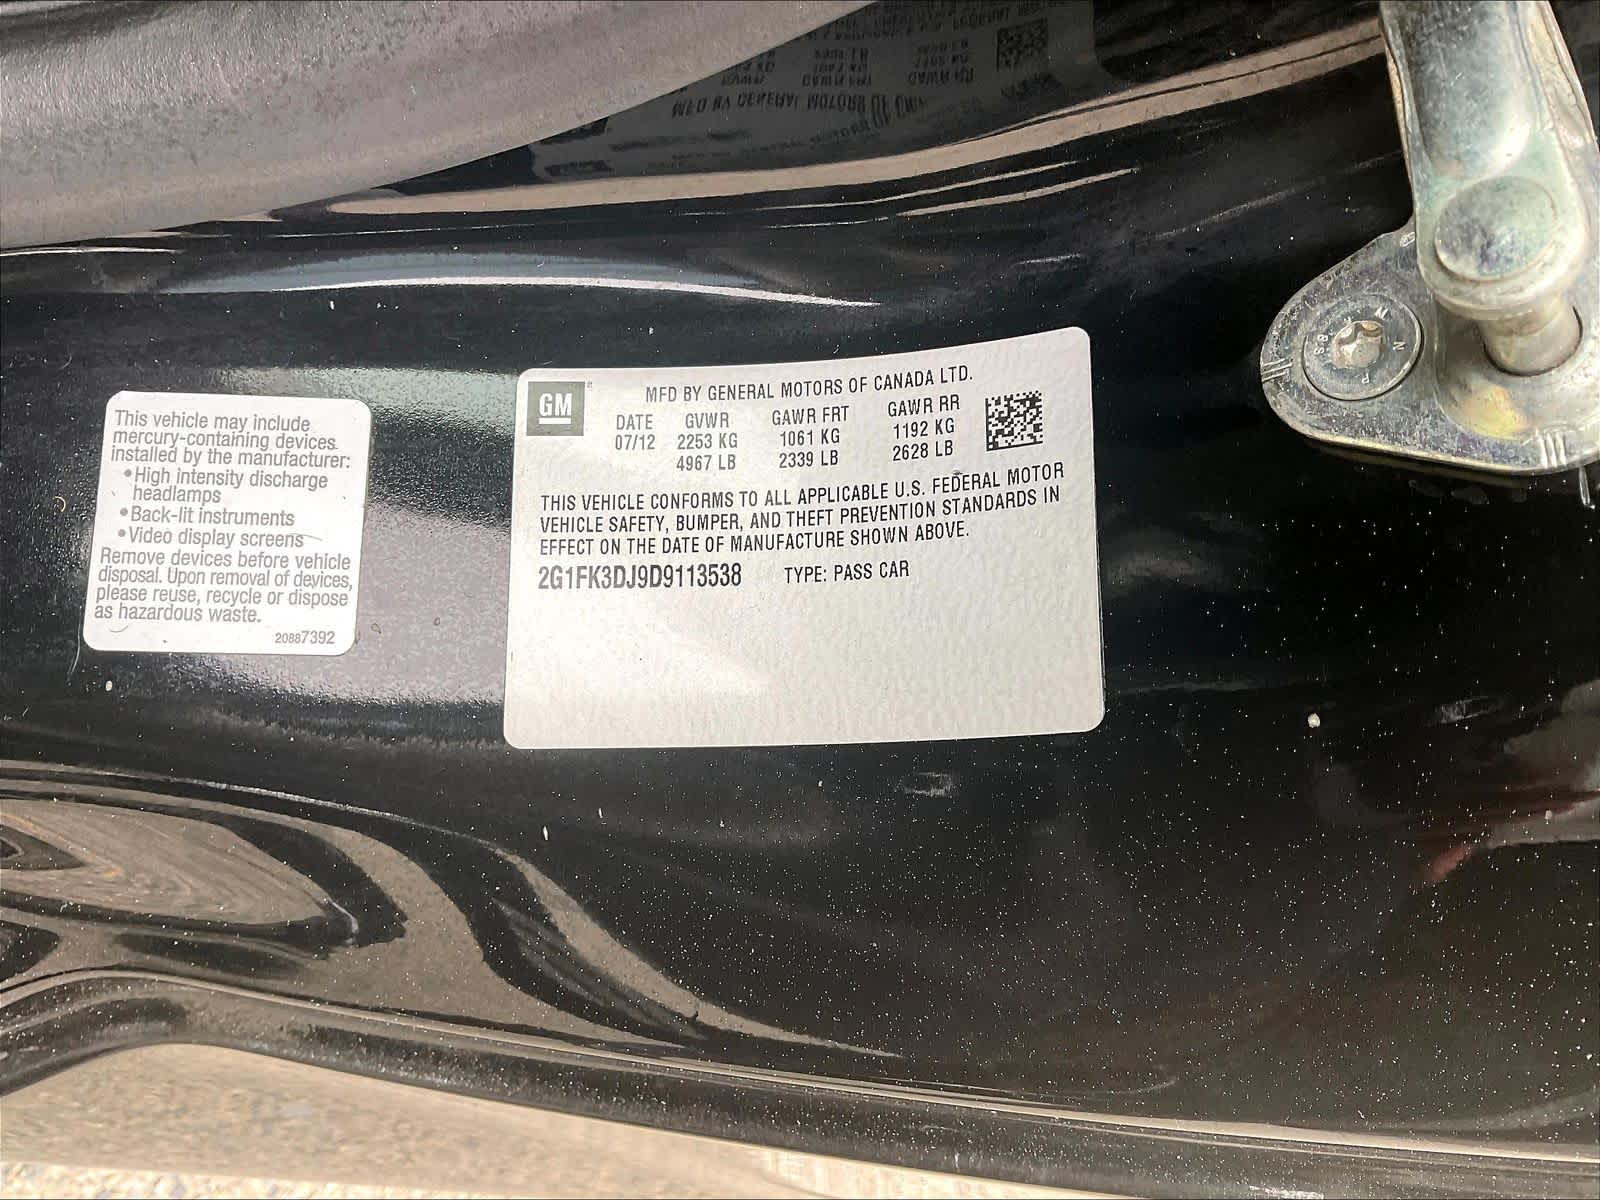 This vehicle may include
mercury-containing devices.
installed by the manufacturer:
•High intensity discharge
headlamps
•Back-lit instruments
•Video display screens
Remove devices before vehicle
disposal. Upon removal of devices,
please reuse, recycle or dispose
as hazardous waste.
20887392
GM
MFD BY GENERAL MOTORS OF CANADA LTD.
DATE GVWR GAWR FRT GAWR RR
07/12 2253 KG 1061 KG 1192 KG
4967 LB 2339 LB 2628 LB
THIS VEHICLE CONFORMS TO ALL APPLICABLE U.S. FEDERAL MOTOR
VEHICLE SAFETY, BUMPER, AND THEFT PREVENTION STANDARDS IN
EFFECT ON THE DATE OF MANUFACTURE SHOWN ABOVE.
2G1FK3DJ9D9113538 TYPE: PASS CAR